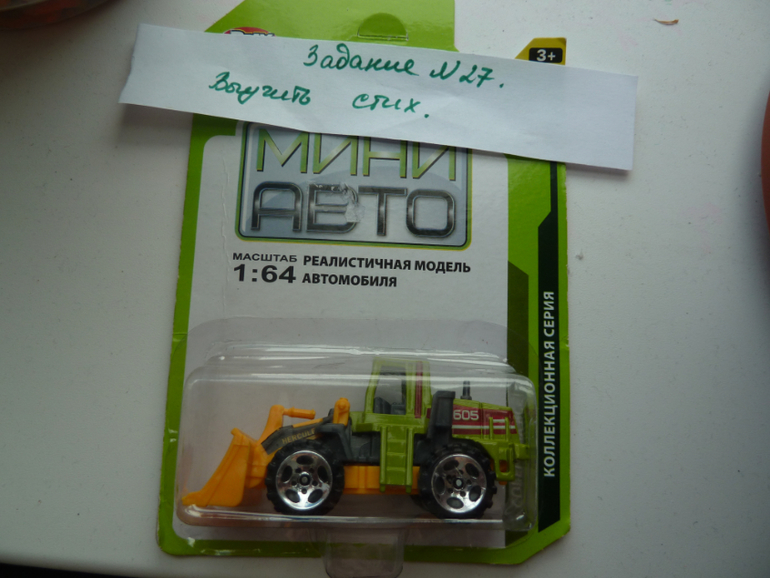 Задание №27.
Выучить стих.
3+
МИНИ
АВТО
МАСШТАБ
1:64
РЕАЛИСТИЧНАЯ МОДЕЛЬ
АВТОМОБИЛЯ
КОЛЛЕКЦИОННАЯ СЕРИЯ
605